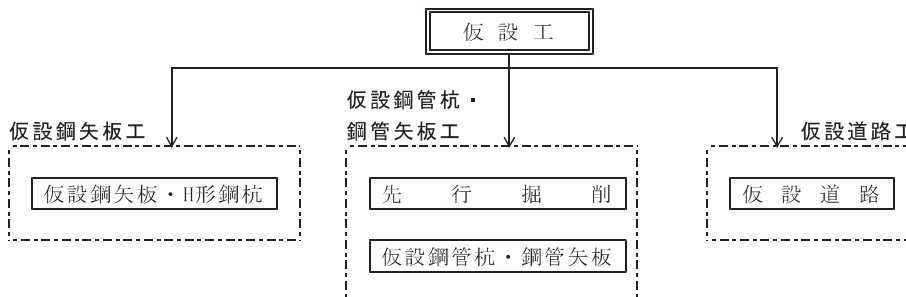 仮設工
仮設鋼矢板工
仮設鋼矢板・H形鋼杭
仮設鋼管杭・
鋼管矢板工
先行掘削
仮設鋼管杭・鋼管矢板
仮設道路工
仮設道路